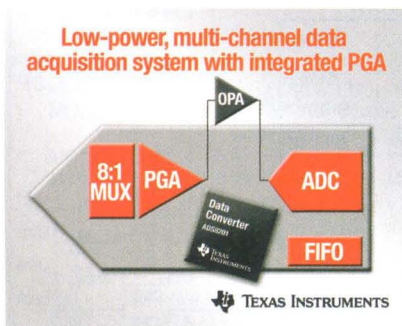 Low-power, multi-channel data
acquisition system with integrated PGA
OPA
8:1
MUX
PGA
ADC
Data
Converter
ADS8201
TEXAS
INSTRUMENTS
FIFO
TEXAS INSTRUMENTS